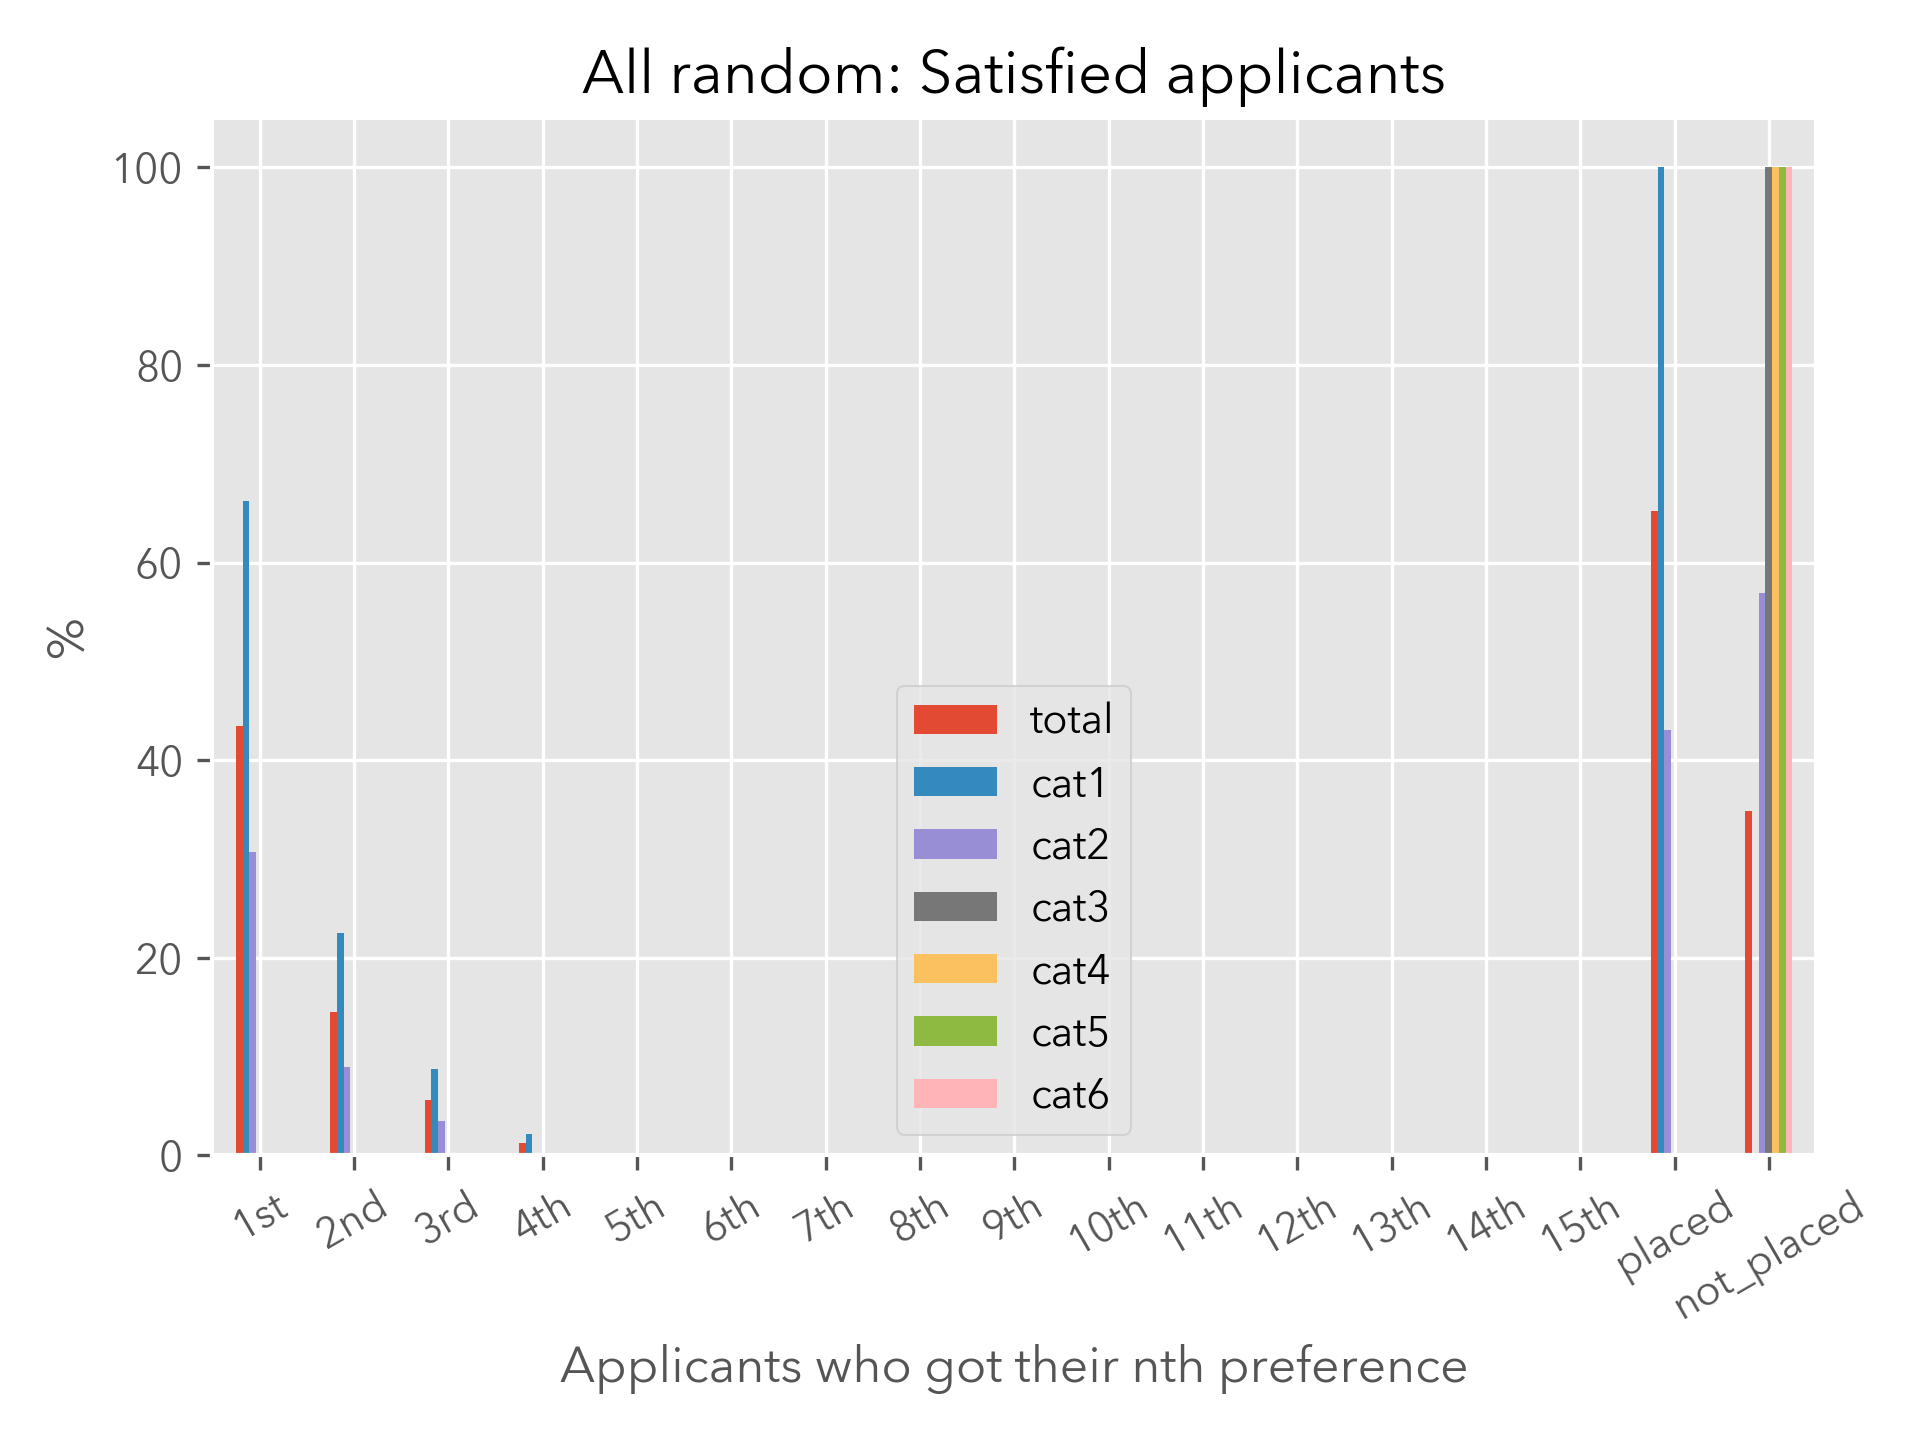 All random: Satisfied applicants
100
80
60
40
20
0
%
total
cat1
cat2
cat3
cat4
cat5
cat6
1st 2nd 3rd 4th 5th 6th 7th 8th 9th 10th 11th 12th 13th 14th 15th placed not_placed
Applicants who got their nth preference